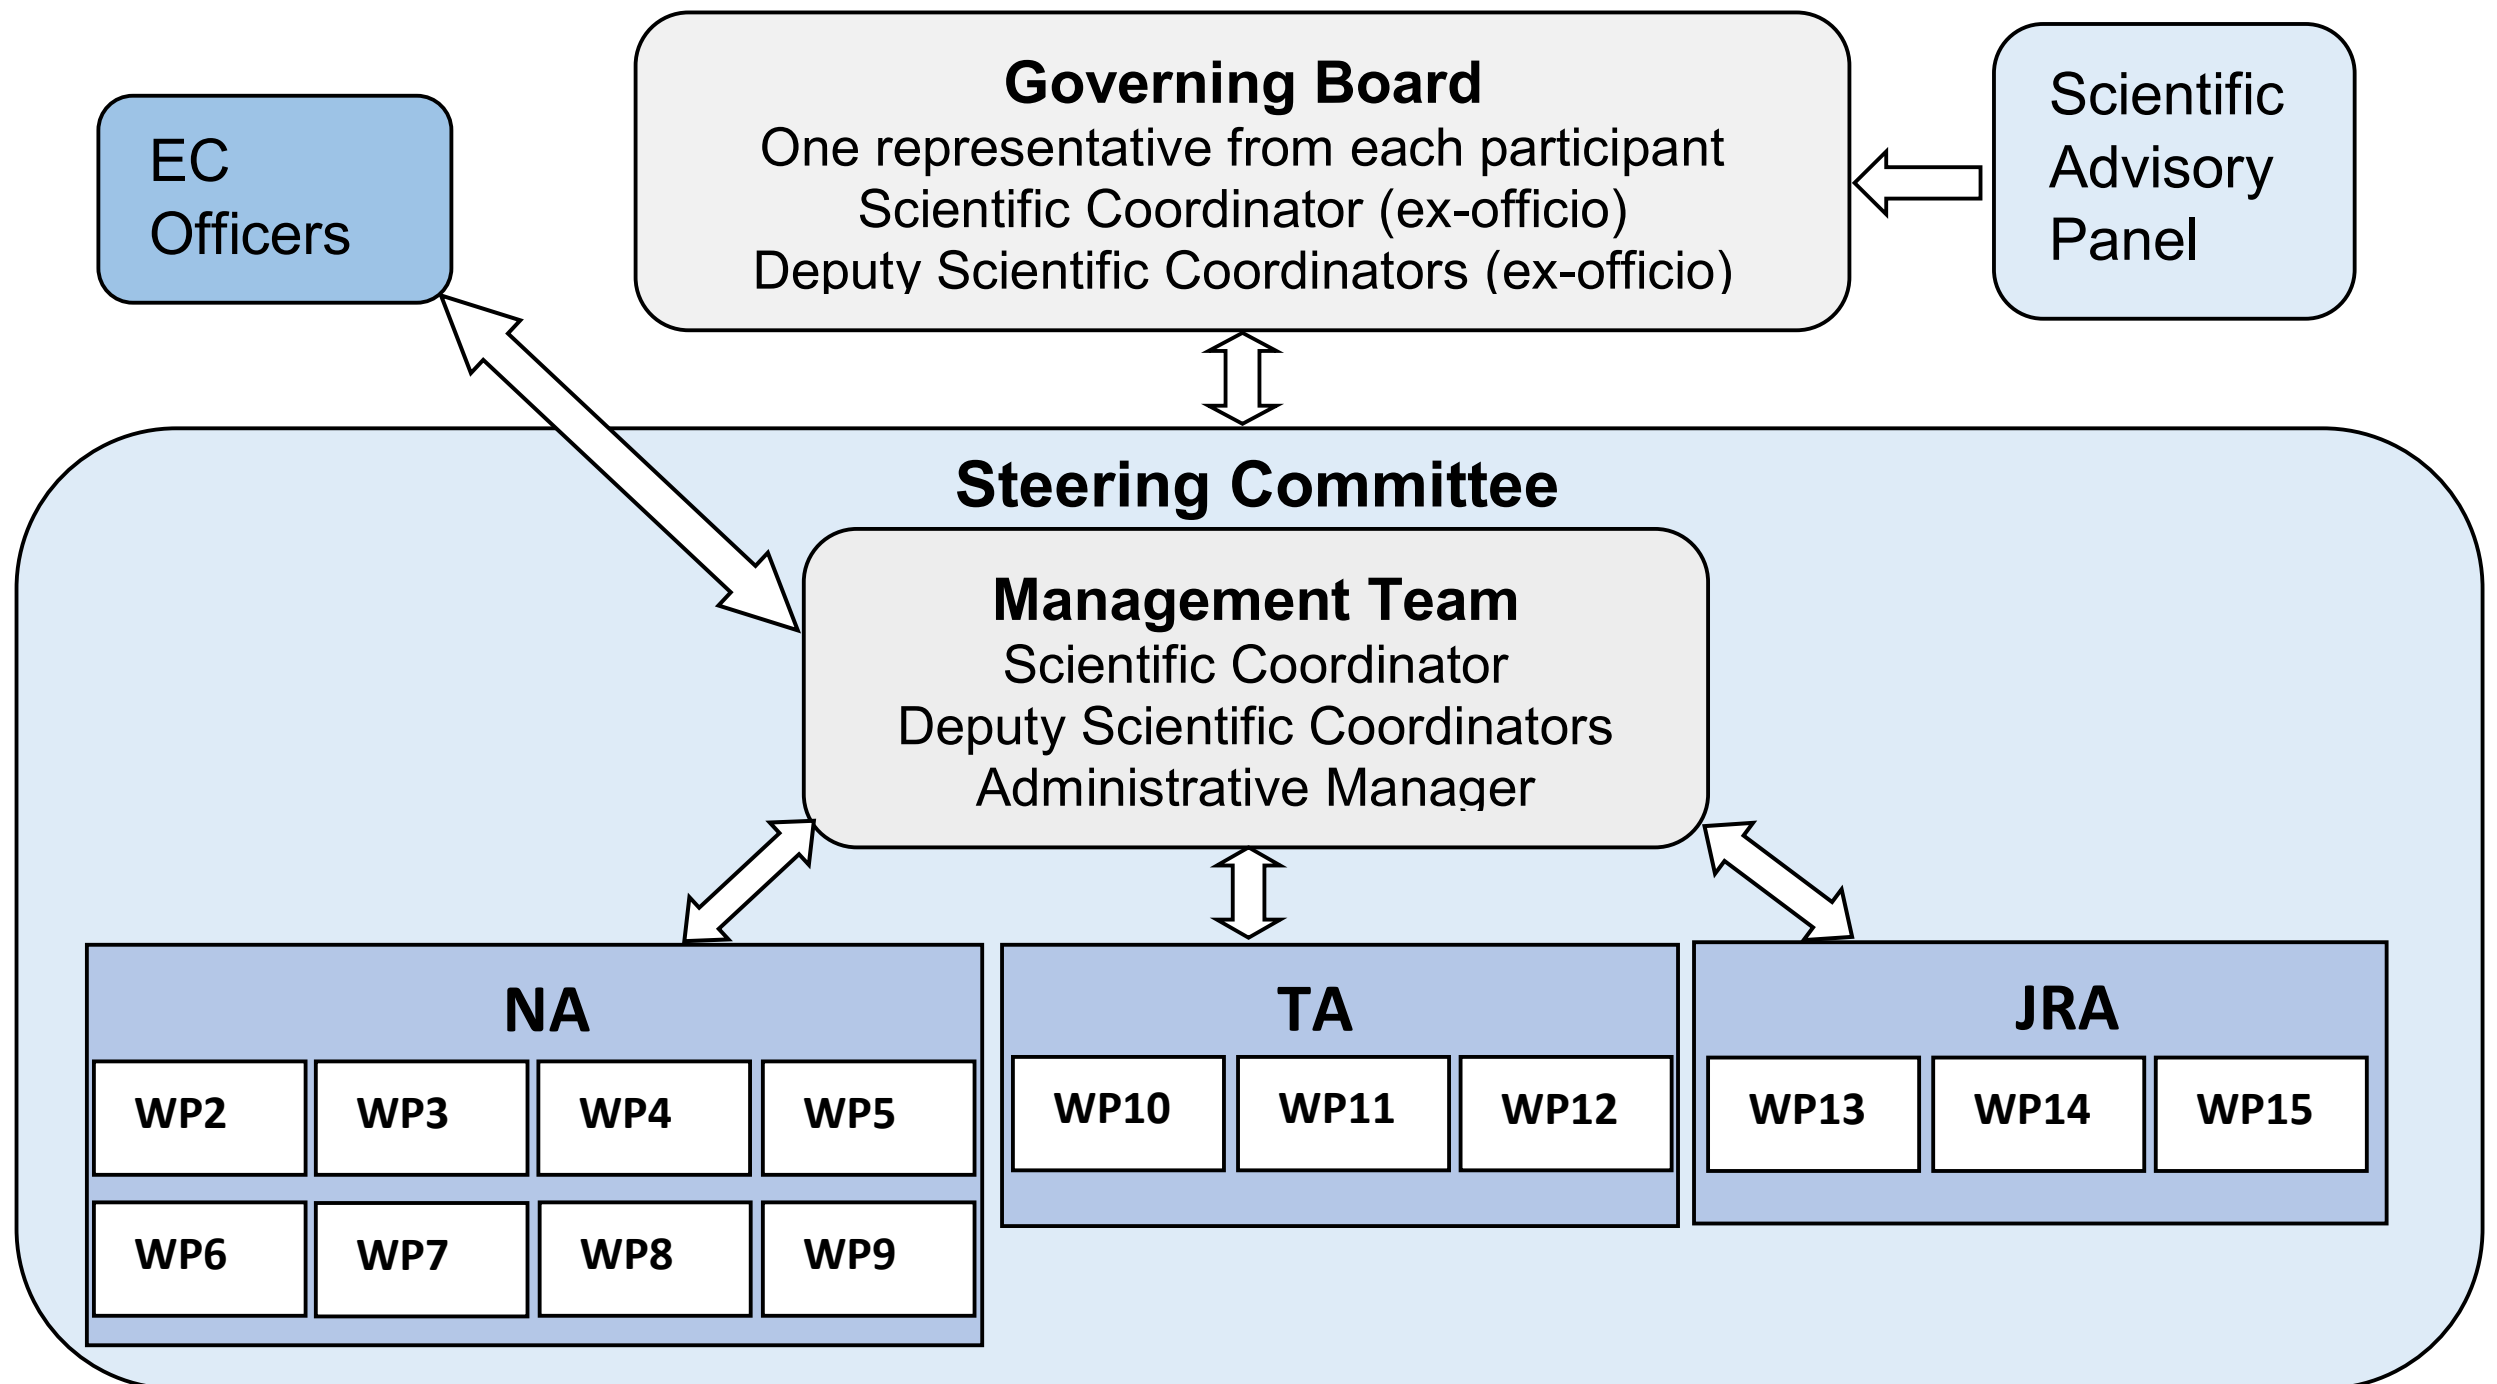 Governing Board
One representative from each participant
Scientific Coordinator (ex-officio)
Deputy Scientific Coordinators (ex-officio)
Scientific
Advisory
Panel
EC
Officers
Steering Committee
Management Team
Scientific Coordinator
Deputy Scientific Coordinators
Administrative Manager
NA
WP2 WP3 WP4 WP5
WP6 WP7 WP8 WP9
TA
WP10 WP11 WP12
JRA
WP13 WP14 WP15